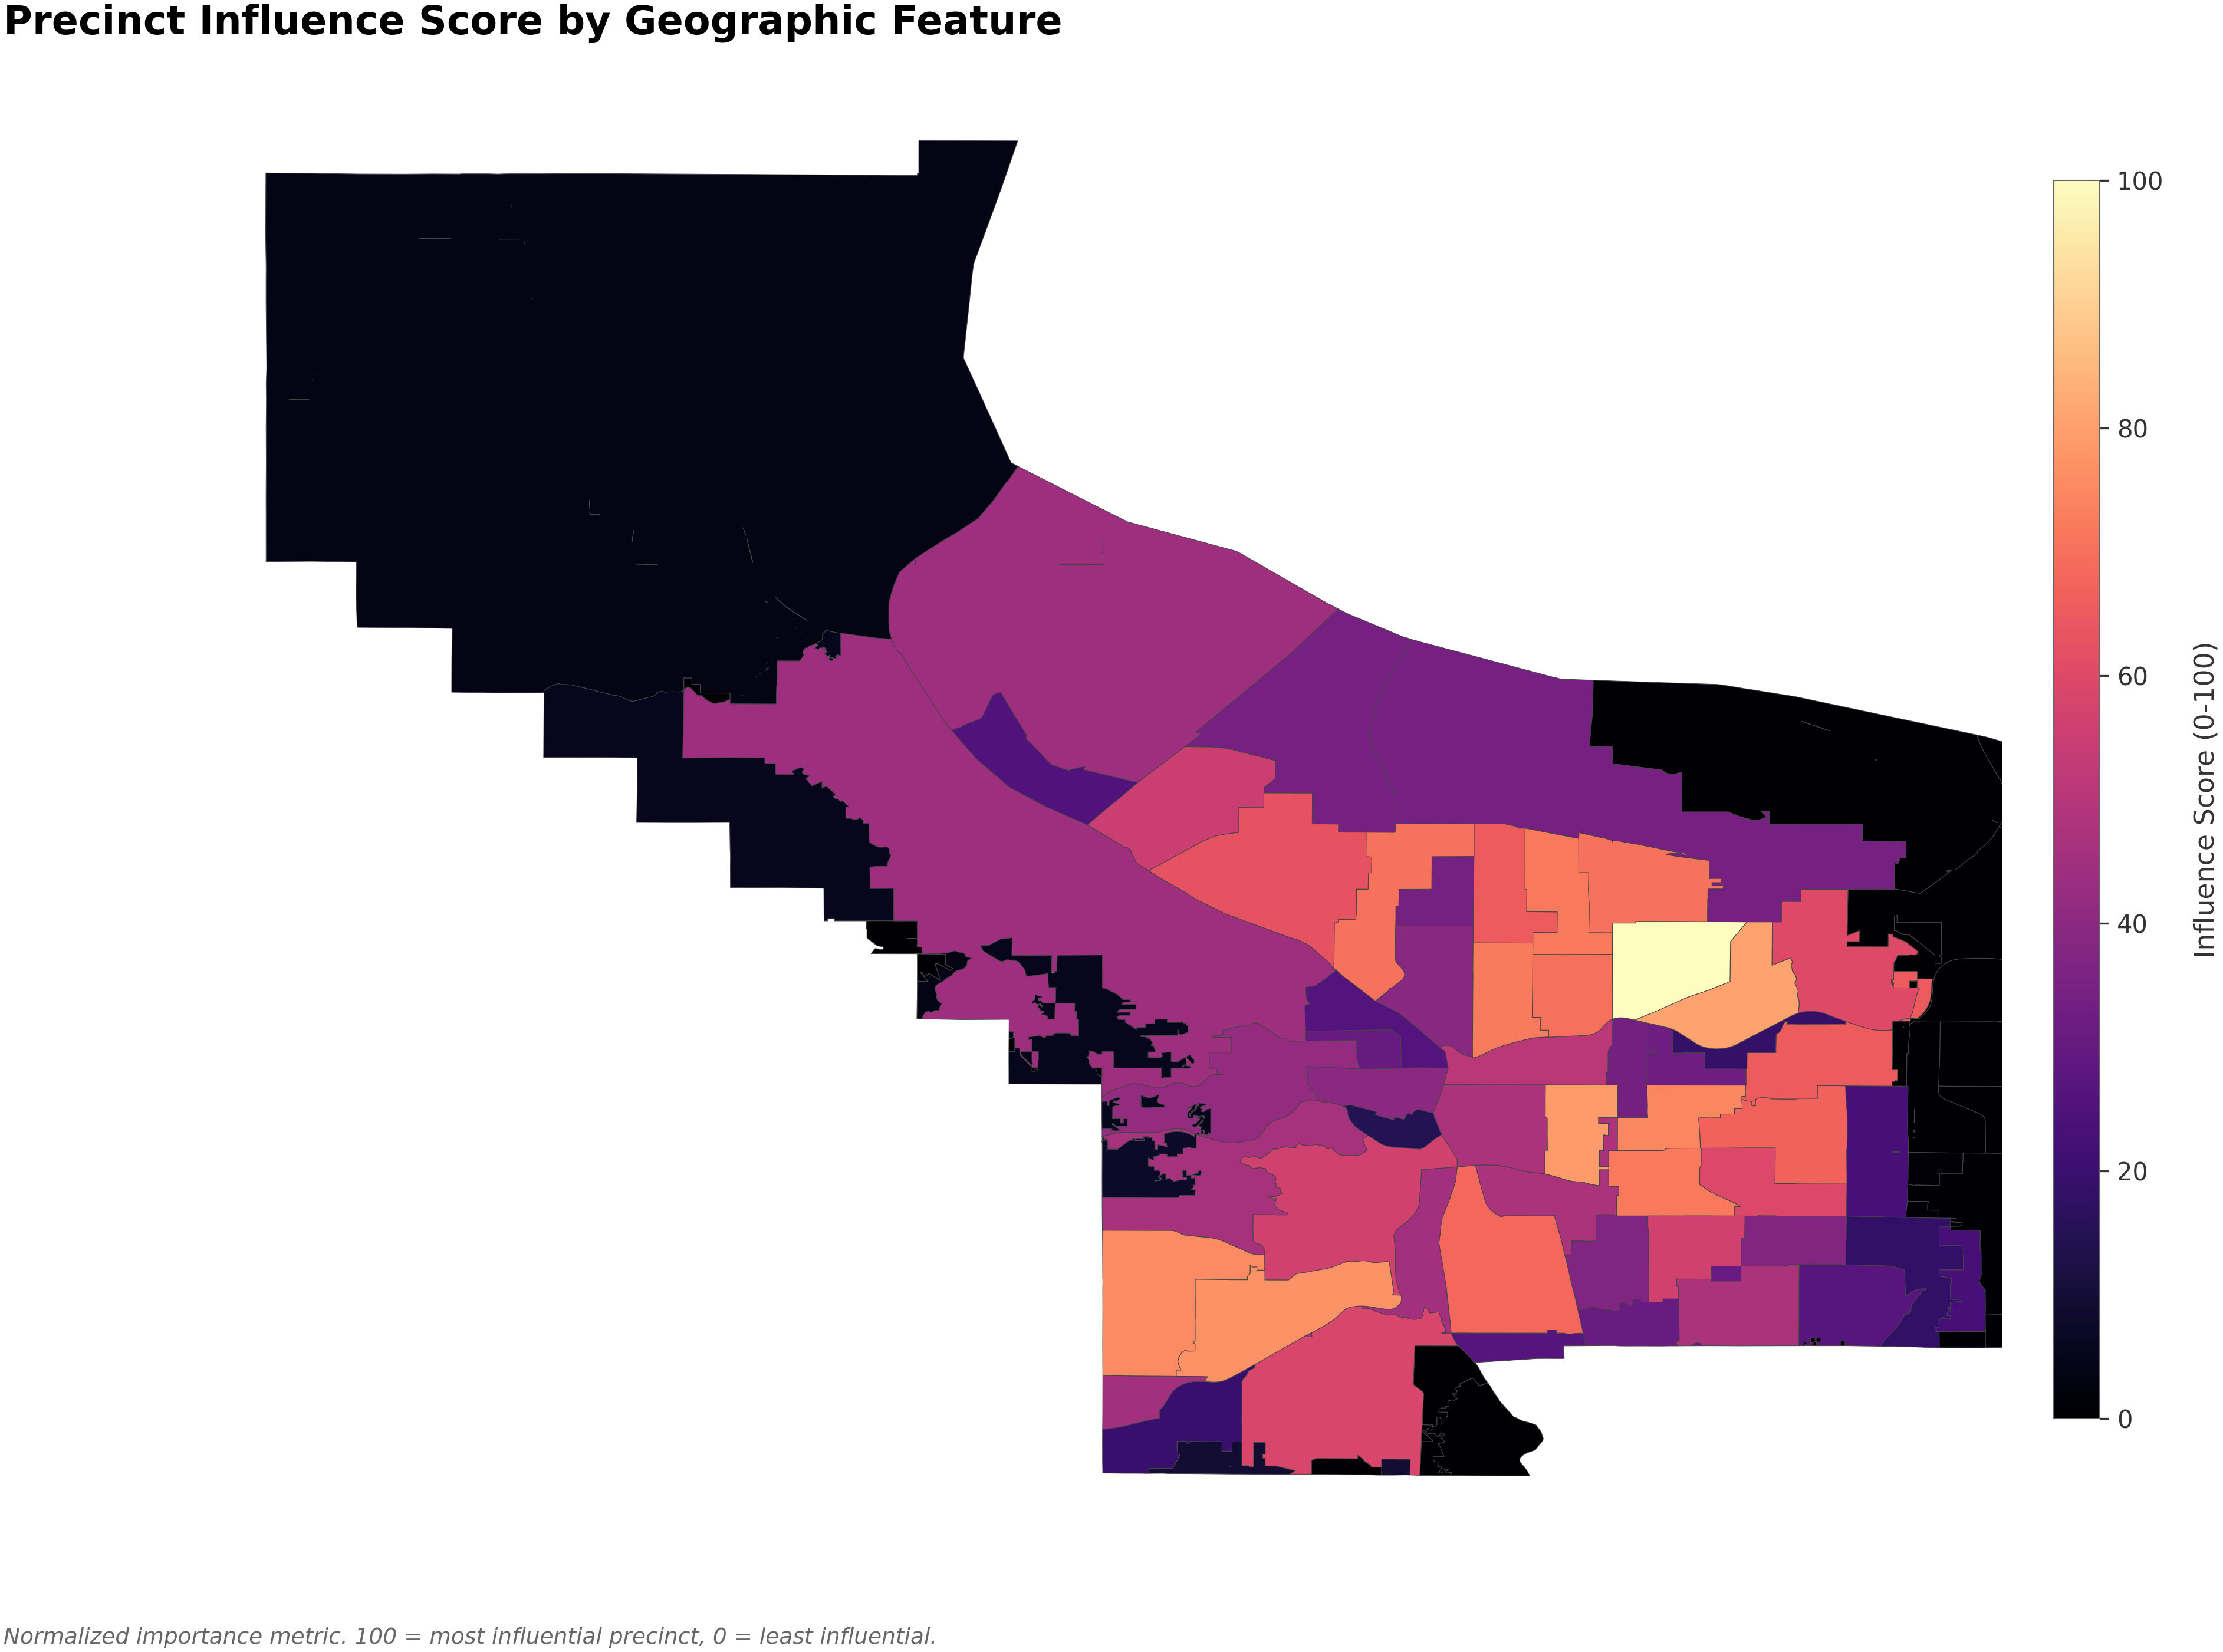 Precinct Influence Score by Geographic Feature
100
80
60
40
20
0
Influence Score (0-100)
Normalized importance metric. 100 = most influential precinct, 0 = least influential.